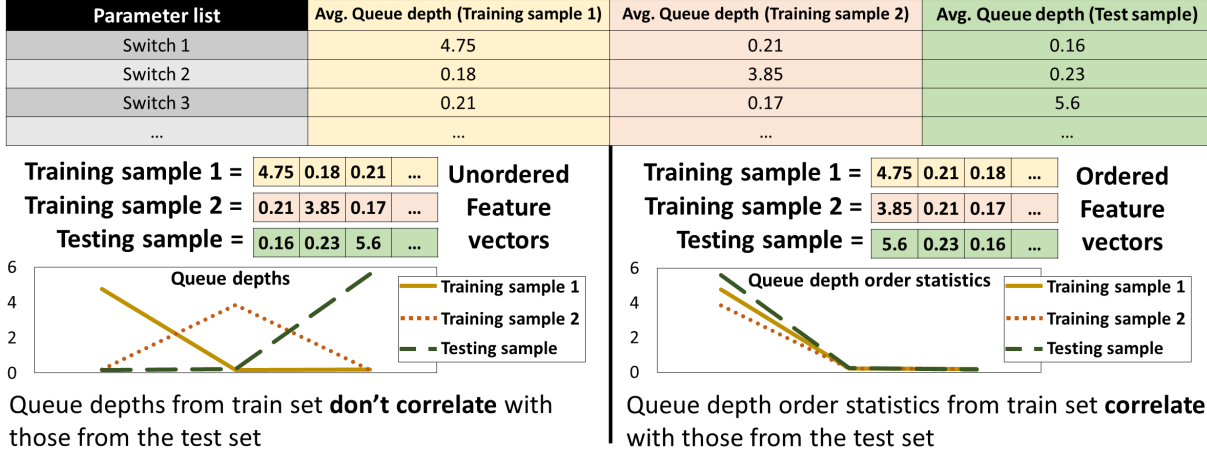 Parameter list Avg. Queue depth (Training sample 1) Avg. Queue depth (Training sample 2) Avg. Queue depth (Test sample)
Switch 1 4.75 0.21 0.16
Switch 2 0.18 3.85 0.23
Switch 3 0.21 0.17 5.6
... ... ... ...
Training sample 1 = 4.75 0.18 0.21 ...
Training sample 2 = 0.21 3.85 0.17 ...
Testing sample = 0.16 0.23 5.6 ...
Unordered
Feature
vectors
Queue depths
6
4
2
0
Training sample 1
Training sample 2
Testing sample
Queue depths from train set don't correlate with
those from the test set
Training sample 1 = 4.75 0.21 0.18 ...
Training sample 2 = 3.85 0.21 0.17 ...
Testing sample = 5.6 0.23 0.16 ...
Ordered
Feature
vectors
Queue depth order statistics
6
4
2
0
Training sample 1
Training sample 2
Testing sample
Queue depth order statistics from train set correlate
with those from the test set